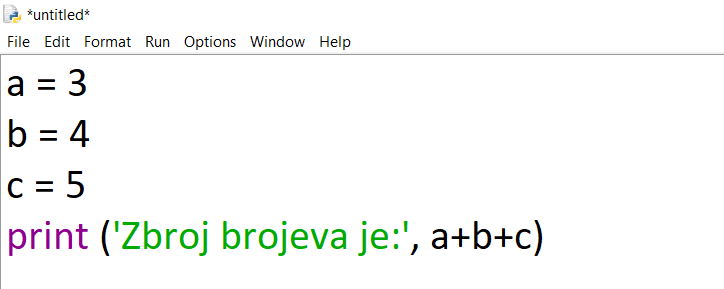 *untitled*
File Edit Format Run Options Window Help
a = 3
b = 4
c = 5
print ('Zbroj brojeva je:', a+b+c)